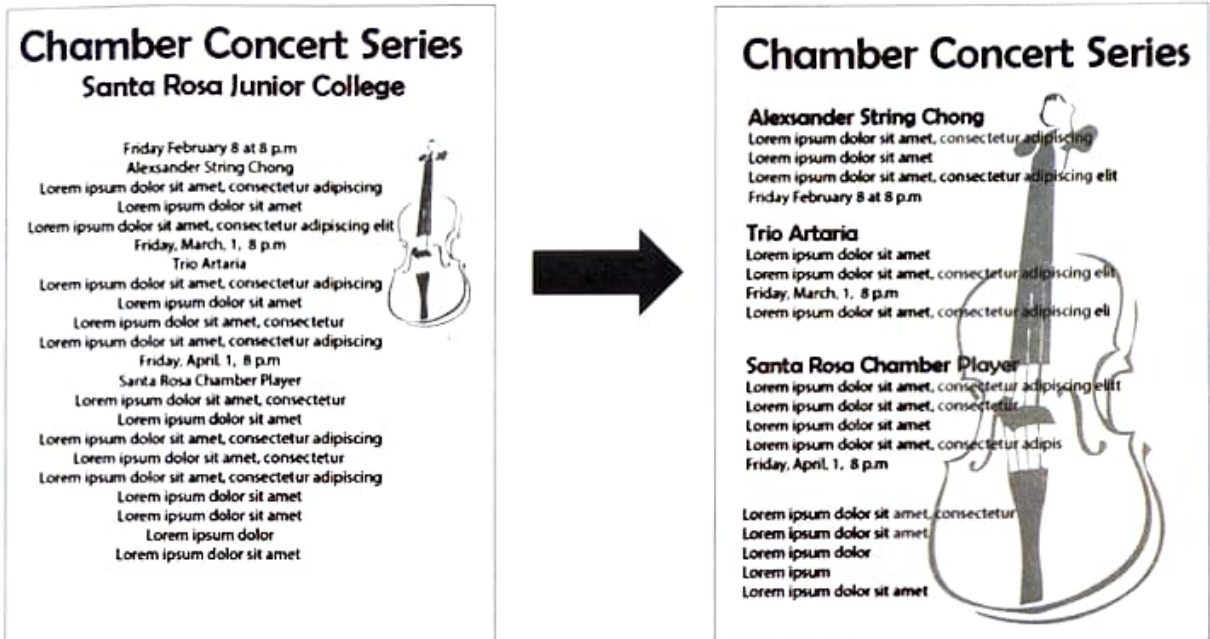 Chamber Concert Series
Santa Rosa Junior College
Friday February 8 at 8 p.m
Alexsander String Chong
Lorem ipsum dolor sit amet, consectetur adipiscing
Lorem ipsum dolor sit amet
Lorem ipsum dolor sit amet, consectetur adipiscing elit
Friday, March, 1, 8 p.m
Trio Artaria
Lorem ipsum dolor sit amet, consectetur adipiscing
Lorem ipsum dolor sit amet
Lorem ipsum dolor sit amet, consectetur
Lorem ipsum dolor sit amet, consectetur adipiscing
Friday, April, 1, 8 p.m
Santa Rosa Chamber Player
Lorem ipsum dolor sit amet, consectetur
Lorem ipsum dolor sit amet
Lorem ipsum dolor sit amet, consectetur adipiscing
Lorem ipsum dolor sit amet, consectetur
Lorem ipsum dolor sit amet, consectetur adipiscing
Lorem ipsum dolor sit amet
Lorem ipsum dolor sit amet
Lorem ipsum dolor
Lorem ipsum dolor sit amet
Chamber Concert Series
Alexsander String Chong
Lorem ipsum dolor sit amet, consectetur adipiscing
Lorem ipsum dolor sit amet
Lorem ipsum dolor sit amet, consectetur adipiscing elit
Friday February 8 at 8 p.m
Trio Artaria
Lorem ipsum dolor sit amet
Lorem ipsum dolor sit amet, consectetur adipiscing elit
Friday, March, 1, 8 p.m
Lorem ipsum dolor sit amet, consectetur adipiscing eli
Santa Rosa Chamber Player
Lorem ipsum dolor sit amet, consectetur adipiscing elitt
Lorem ipsum dolor sit amet, consectetur
Lorem ipsum dolor sit amet
Lorem ipsum dolor sit amet, consectetur adipis
Friday, April, 1, 8 p.m
Lorem ipsum dolor sit amet, consectetur
Lorem ipsum dolor sit amet
Lorem ipsum dolor
Lorem ipsum
Lorem ipsum dolor sit amet